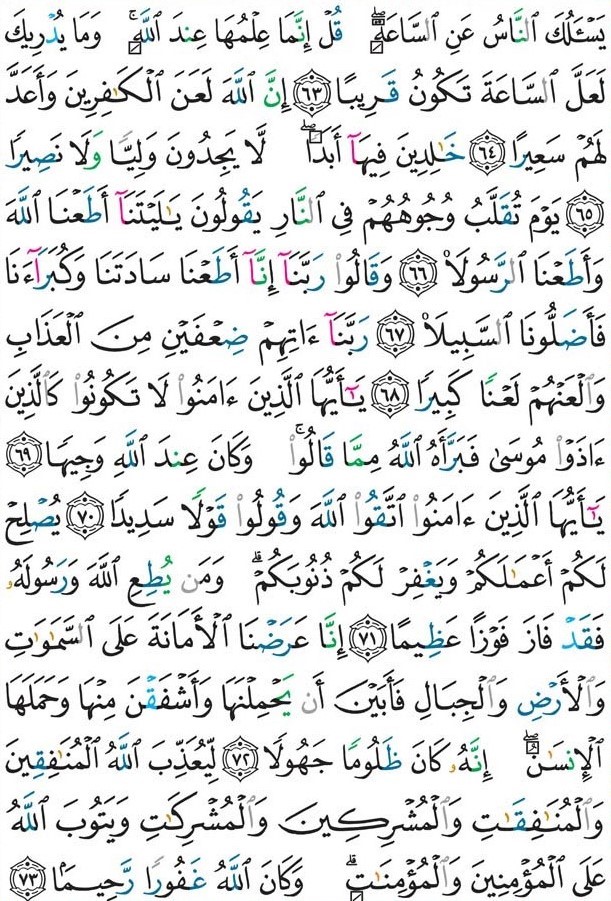 يَسْـَٔلُكَ ٱلنَّاسُ عَنِ ٱلسَّاعَةِ ۖ قُلْ إِنَّمَا عِلْمُهَا عِندَ ٱللَّهِ ۚ وَمَا يُدْرِيكَ
لَعَلَّ ٱلسَّاعَةَ تَكُونُ قَرِيبًا ٦٣ إِنَّ ٱللَّهَ لَعَنَ ٱلْكَٰفِرِينَ وَأَعَدَّ
لَهُمْ سَعِيرًا ٦٤ خَٰلِدِينَ فِيهَآ أَبَدًا ۖ لَّا يَجِدُونَ وَلِيًّا وَلَا نَصِيرًا
٦٥ يَوْمَ تُقَلَّبُ وُجُوهُهُمْ فِى ٱلنَّارِ يَقُولُونَ يَٰلَيْتَنَآ أَطَعْنَا ٱللَّهَ
وَأَطَعْنَا ٱلرَّسُولَا۠ ٦٦ وَقَالُوا۟ رَبَّنَآ إِنَّآ أَطَعْنَا سَادَتَنَا وَكُبَرَآءَنَا
فَأَضَلُّونَا ٱلسَّبِيلَا۠ ٦٧ رَبَّنَآ ءَاتِهِمْ ضِعْفَيْنِ مِنَ ٱلْعَذَابِ
وَٱلْعَنْهُمْ لَعْنًا كَبِيرًا ٦٨ يَٰٓأَيُّهَا ٱلَّذِينَ ءَامَنُوا۟ لَا تَكُونُوا۟ كَٱلَّذِينَ
ءَاذَوْا۟ مُوسَىٰ فَبَرَّأَهُ ٱللَّهُ مِمَّا قَالُوا۟ ۚ وَكَانَ عِندَ ٱللَّهِ وَجِيهًا ٦٩
يَٰٓأَيُّهَا ٱلَّذِينَ ءَامَنُوا۟ ٱتَّقُوا۟ ٱللَّهَ وَقُولُوا۟ قَوْلًا سَدِيدًا ٧٠ يُصْلِحْ
لَكُمْ أَعْمَٰلَكُمْ وَيَغْفِرْ لَكُمْ ذُنُوبَكُمْ ۗ وَمَن يُطِعِ ٱللَّهَ وَرَسُولَهُۥ
فَقَدْ فَازَ فَوْزًا عَظِيمًا ٧١ إِنَّا عَرَضْنَا ٱلْأَمَانَةَ عَلَى ٱلسَّمَٰوَٰتِ
وَٱلْأَرْضِ وَٱلْجِبَالِ فَأَبَيْنَ أَن يَحْمِلْنَهَا وَأَشْفَقْنَ مِنْهَا وَحَمَلَهَا
ٱلْإِنسَٰنُ ۖ إِنَّهُۥ كَانَ ظَلُومًا جَهُولًا ٧٢ لِّيُعَذِّبَ ٱللَّهُ ٱلْمُنَٰفِقِينَ
وَٱلْمُنَٰفِقَٰتِ وَٱلْمُشْرِكِينَ وَٱلْمُشْرِكَٰتِ وَيَتُوبَ ٱللَّهُ
عَلَى ٱلْمُؤْمِنِينَ وَٱلْمُؤْمِنَٰتِ ۗ وَكَانَ ٱللَّهُ غَفُورًا رَّحِيمًۢا ٧٣